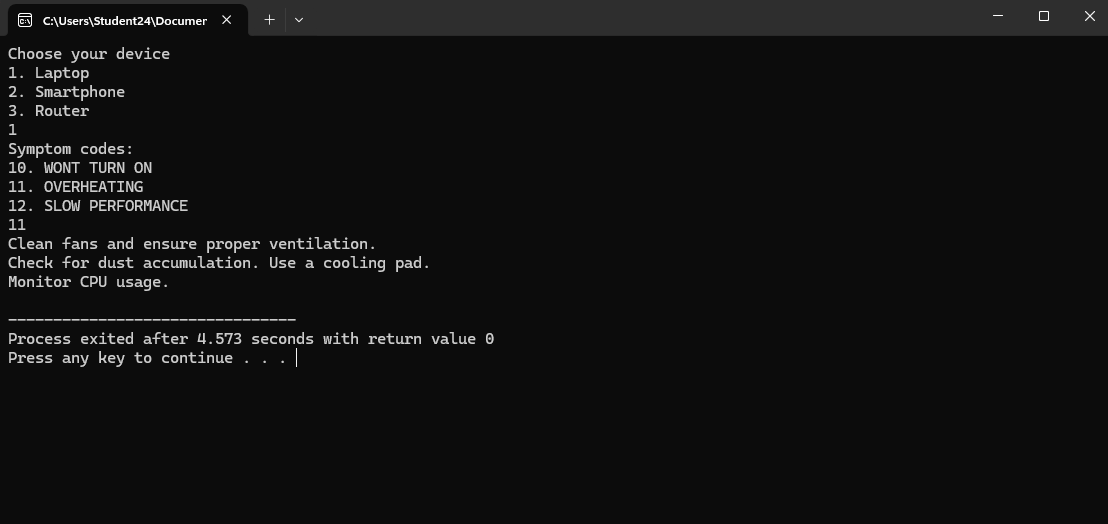 C:\Users\Student24\Documer
Choose your device
1. Laptop
2. Smartphone
3. Router
1
Symptom codes:
10. WONT TURN ON
11. OVERHEATING
12. SLOW PERFORMANCE
11
Clean fans and ensure proper ventilation.
Check for dust accumulation. Use a cooling pad.
Monitor CPU usage.
--------------------------------
Process exited after 4.573 seconds with return value 0
Press any key to continue . . .